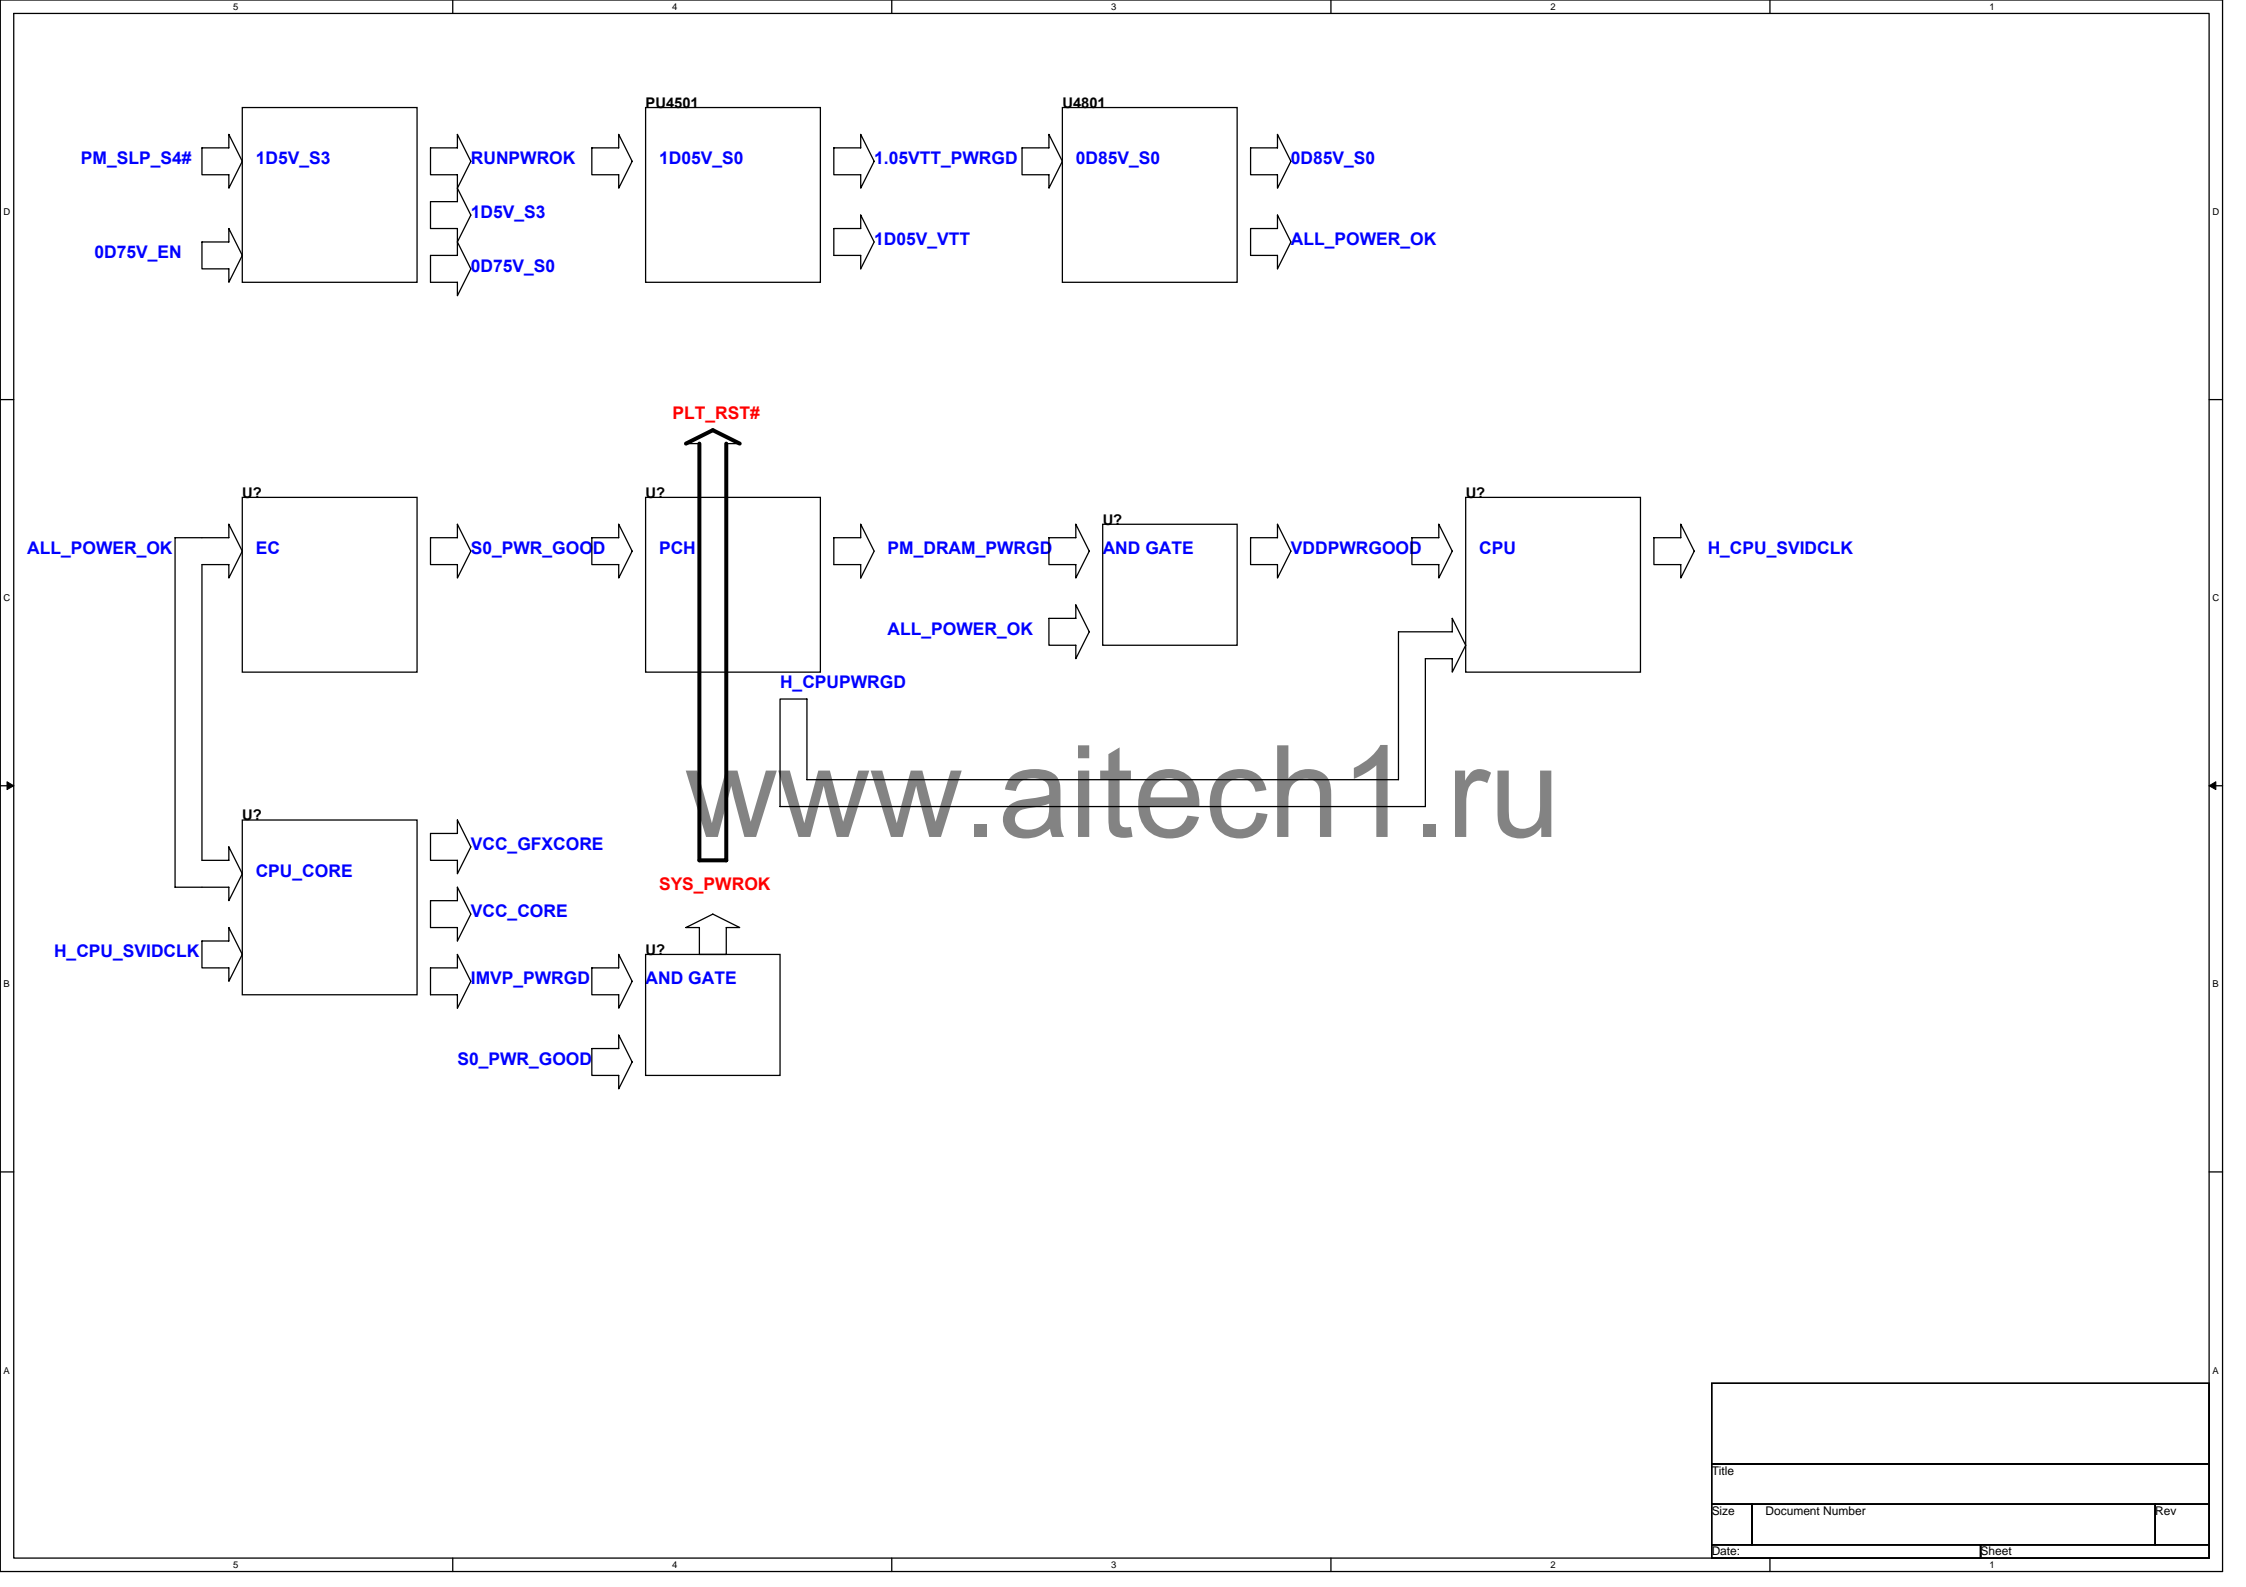 5 4 3 2 1
PU4501 U4801
PM_SLP_S4# 1D5V_S3 RUNPWROK 1D05V_S0 1.05VTT_PWRGD 0D85V_S0 0D85V_S0
D 1D5V_S3 D
0D75V_EN 0D75V_S0 1D05V_VTT ALL_POWER_OK
PLT_RST#
U? U? U? U?
ALL_POWER_OK EC S0_PWR_GOOD PCH PM_DRAM_PWRGD AND GATE VDDPWRGOOD CPU H_CPU_SVIDCLK
C C
ALL_POWER_OK
H_CPUPWRGD
www.aitech1.ru
U?
VCC_GFXCORE
CPU_CORE
SYS_PWROK
VCC_CORE
H_CPU_SVIDCLK U?
B IMVP_PWRGD AND GATE B
S0_PWR_GOOD
A A
Title
Size Document Number Rev
Date: Sheet
5 4 3 2 1